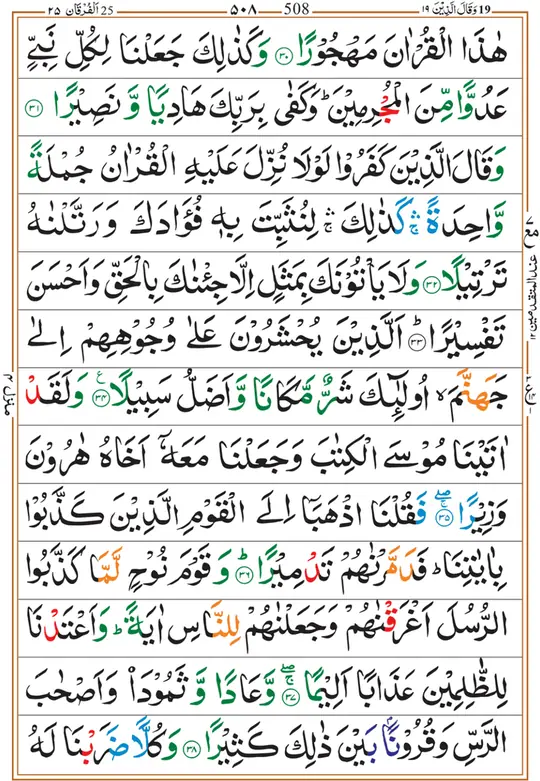 19 وَقَالَ الَّذِيْنَ ١٩ 508 ٥٠٨ 25 اَلْفُرْقَان ٢٥
هٰذَا الْقُرْاٰنَ مَهْجُوْرًا ﴿٣٠﴾ وَكَذٰلِكَ جَعَلْنَا لِكُلِّ نَبِيٍّ
عَدُوًّا مِّنَ الْمُجْرِمِيْنَ ؕ وَكَفٰى بِرَبِّكَ هَادِيًا وَّ نَصِيْرًا ﴿٣١﴾
وَقَالَ الَّذِيْنَ كَفَرُوْا لَوْلَا نُزِّلَ عَلَيْهِ الْقُرْاٰنُ جُمْلَةً
وَّاحِدَةً ۛۚ كَذٰلِكَ ۛۚ لِنُثَبِّتَ بِهٖ فُؤَادَكَ وَرَتَّلْنٰهُ
تَرْتِيْلًا ﴿٣٢﴾ وَلَا يَاْتُوْنَكَ بِمَثَلٍ اِلَّا جِئْنٰكَ بِالْحَقِّ وَاَحْسَنَ
تَفْسِيْرًا ﴿٣٣﴾ اَلَّذِيْنَ يُحْشَرُوْنَ عَلٰى وُجُوْهِهِمْ اِلٰى
جَهَنَّمَ ۙ اُولٰٓئِكَ شَرٌّ مَّكَانًا وَّاَضَلُّ سَبِيْلًا ﴿٣٤﴾ وَلَقَدْ
اٰتَيْنَا مُوْسَى الْكِتٰبَ وَجَعَلْنَا مَعَهٗۤ اَخَاهُ هٰرُوْنَ
وَزِيْرًا ﴿٣٥﴾ فَقُلْنَا اذْهَبَاۤ اِلَى الْقَوْمِ الَّذِيْنَ كَذَّبُوْا
بِاٰيٰتِنَا ؕ فَدَمَّرْنٰهُمْ تَدْمِيْرًا ﴿٣٦﴾ وَ قَوْمَ نُوْحٍ لَّمَّا كَذَّبُوا
الرُّسُلَ اَغْرَقْنٰهُمْ وَجَعَلْنٰهُمْ لِلنَّاسِ اٰيَةً ؕ وَاَعْتَدْنَا
لِلظّٰلِمِيْنَ عَذَابًا اَلِيْمًا ﴿٣٧﴾ وَّعَادًا وَّ ثَمُوْدَا۟ وَاَصْحٰبَ
الرَّسِّ وَقُرُوْنًۢا بَيْنَ ذٰلِكَ كَثِيْرًا ﴿٣٨﴾ وَكُلًّا ضَرَبْنَا لَهُ
عند المتقدمين ١٢
منزل ٤